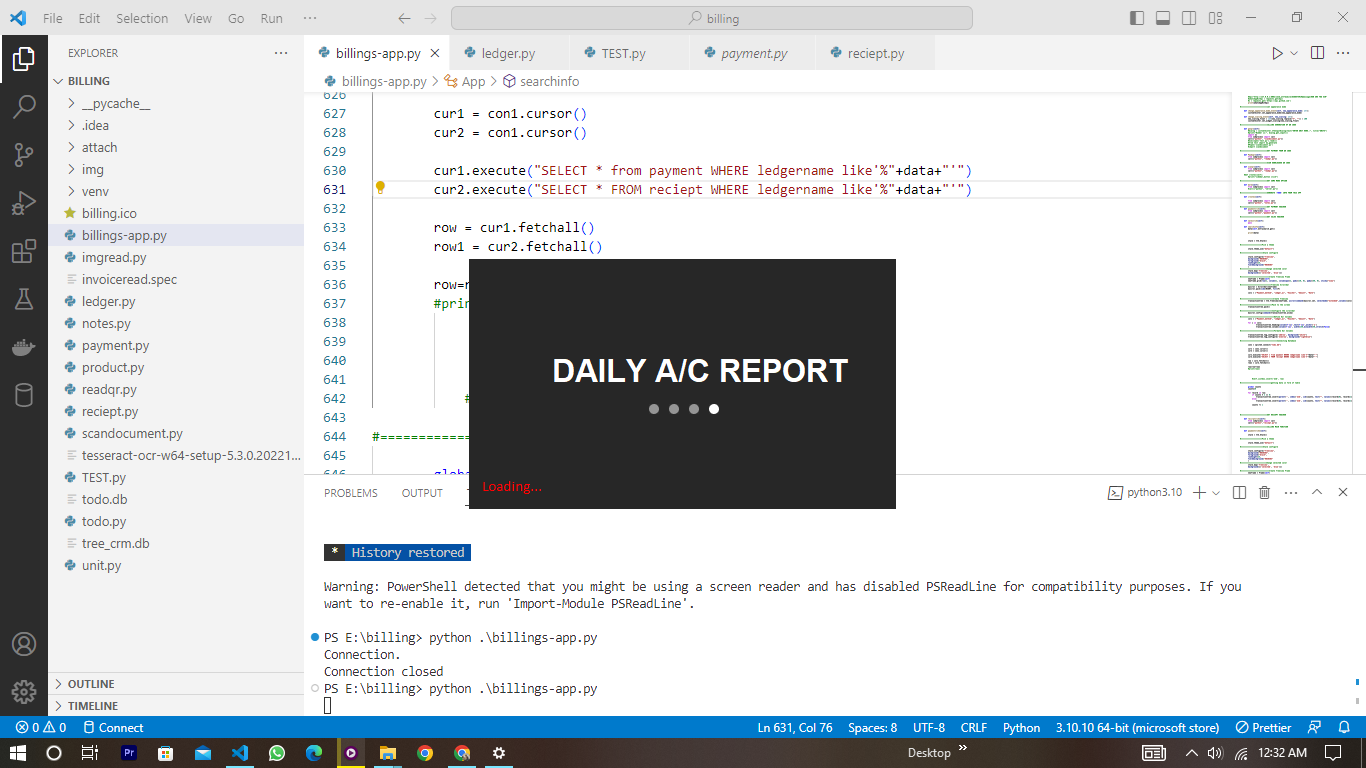 File Edit Selection View Go Run ··· billing
EXPLORER ···
BILLING
__pycache__
.idea
attach
img
venv
billing.ico
billings-app.py
imgread.py
invoiceread.spec
ledger.py
notes.py
payment.py
product.py
readqr.py
reciept.py
scandocument.py
tesseract-ocr-w64-setup-5.3.0.20221...
TEST.py
todo.db
todo.py
tree_crm.db
unit.py
OUTLINE
TIMELINE
billings-app.py ledger.py TEST.py payment.py reciept.py
billings-app.py > App > searchinfo
626
627 cur1 = con1.cursor()
628 cur2 = con1.cursor()
629
630 cur1.execute("SELECT * from payment WHERE ledgername like'%"+data+"'")
631 cur2.execute("SELECT * FROM reciept WHERE ledgername like'%"+data+"'")
632
633 row = cur1.fetchall()
634 row1 = cur2.fetchall()
635
636
637
638
639
640
641
642 #
643
644 #============
645
646
DAILY A/C REPORT
Loading...
PROBLEMS OUTPUT python3.10
* History restored
Warning: PowerShell detected that you might be using a screen reader and has disabled PSReadLine for compatibility purposes. If you
want to re-enable it, run 'Import-Module PSReadLine'.
PS E:\billing> python .\billings-app.py
Connection.
Connection closed
PS E:\billing> python .\billings-app.py
0 0 Connect Ln 631, Col 76 Spaces: 8 UTF-8 CRLF Python 3.10.10 64-bit (microsoft store) Prettier
Pr Desktop 12:32 AM